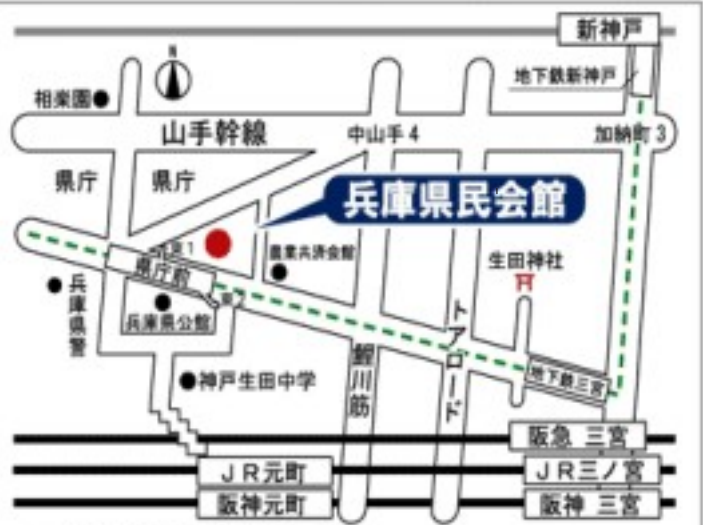 新神戸
N
地下鉄新神戸
相楽園
山手幹線
中山手4
加納町3
県庁
県庁
兵庫県民会館
東1
県庁前
農業共済会館
生田神社
兵庫県警
兵庫県公館
東2
トアロード
鯉川筋
地下鉄三宮
神戸生田中学
阪急 三宮
JR元町
JR三ノ宮
阪神元町
阪神 三宮